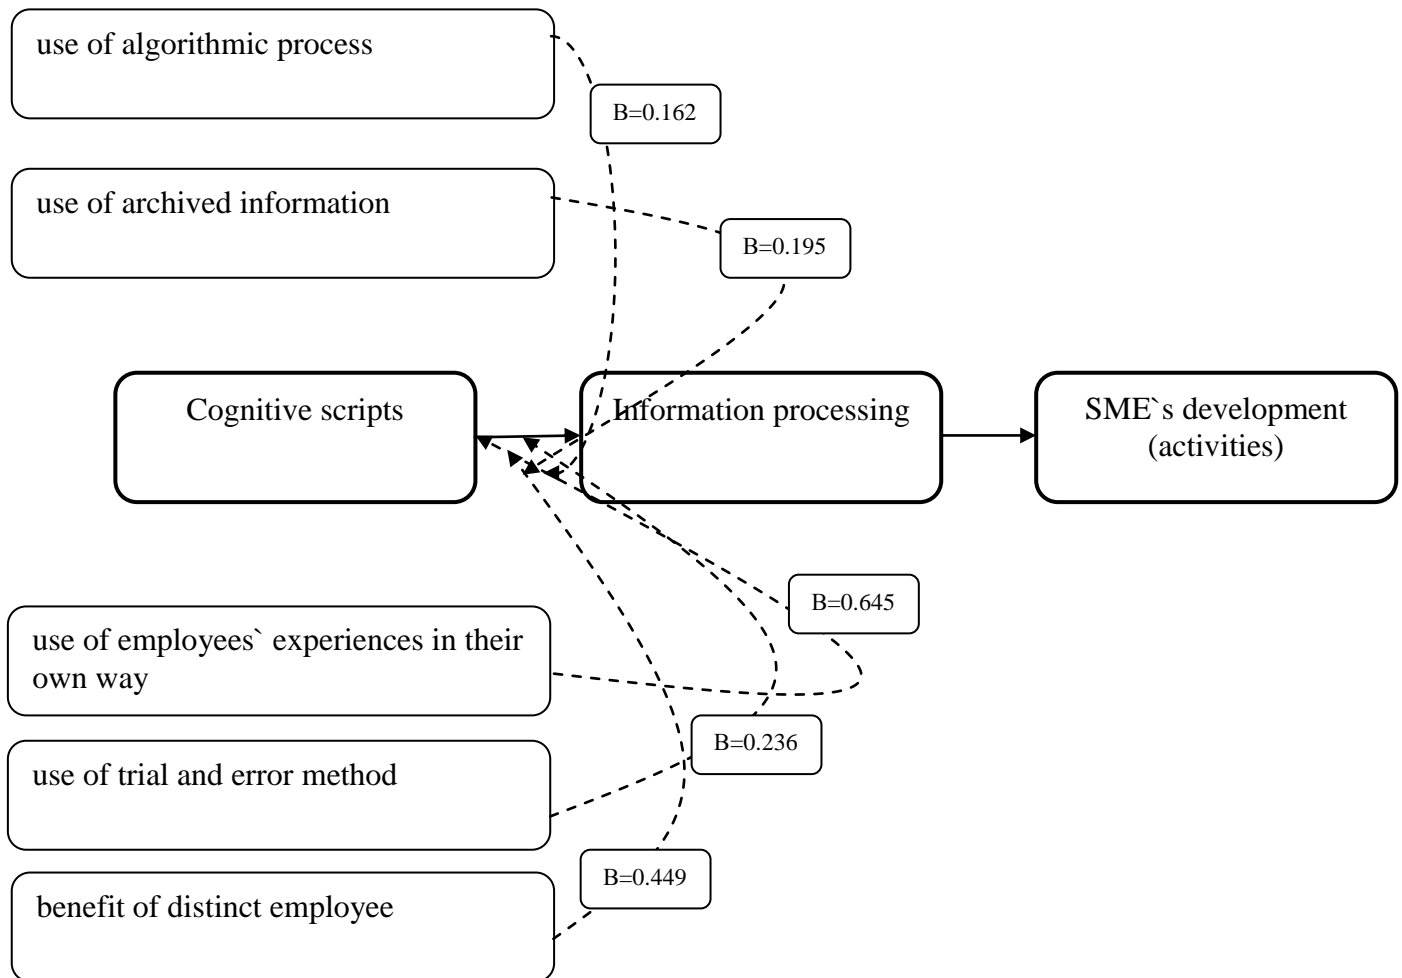 use of algorithmic process
B=0.162
use of archived information
B=0.195
Cognitive scripts
Information processing
SME`s development
(activities)
B=0.645
use of employees` experiences in their
own way
B=0.236
use of trial and error method
B=0.449
benefit of distinct employee